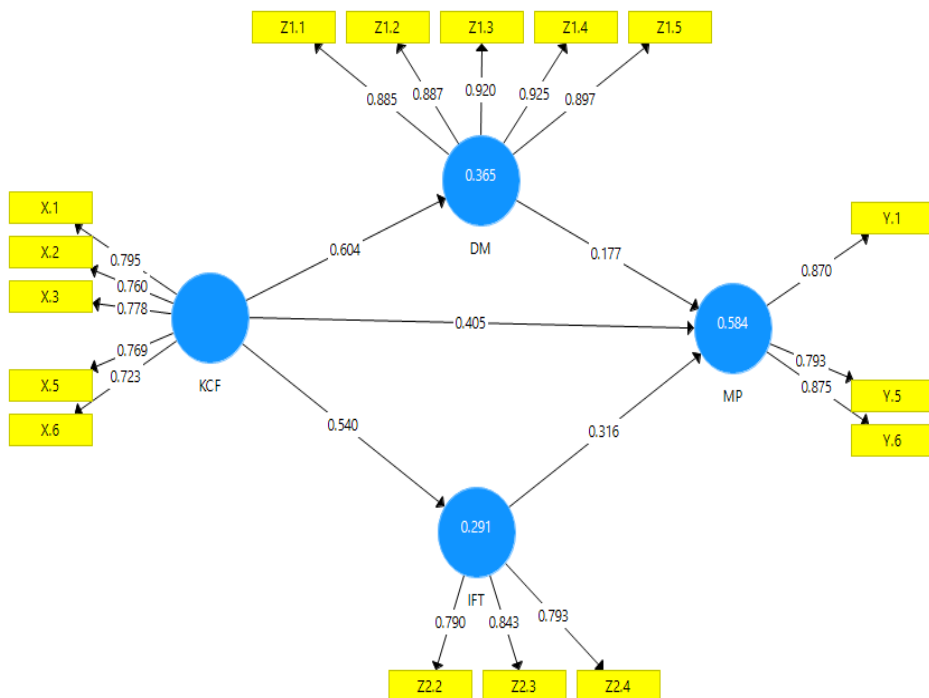 Z1.1 Z1.2 Z1.3 Z1.4 Z1.5
0.885 0.887 0.920 0.925 0.897
0.365
DM
X.1
X.2
X.3
X.5
X.6
0.795
0.760
0.778
0.769
0.723
KCF
0.604
0.177
0.405
0.540
0.316
0.584
MP
Y.1
0.870
0.793
0.875
Y.5
Y.6
0.291
IFT
0.790 0.843 0.793
Z2.2 Z2.3 Z2.4